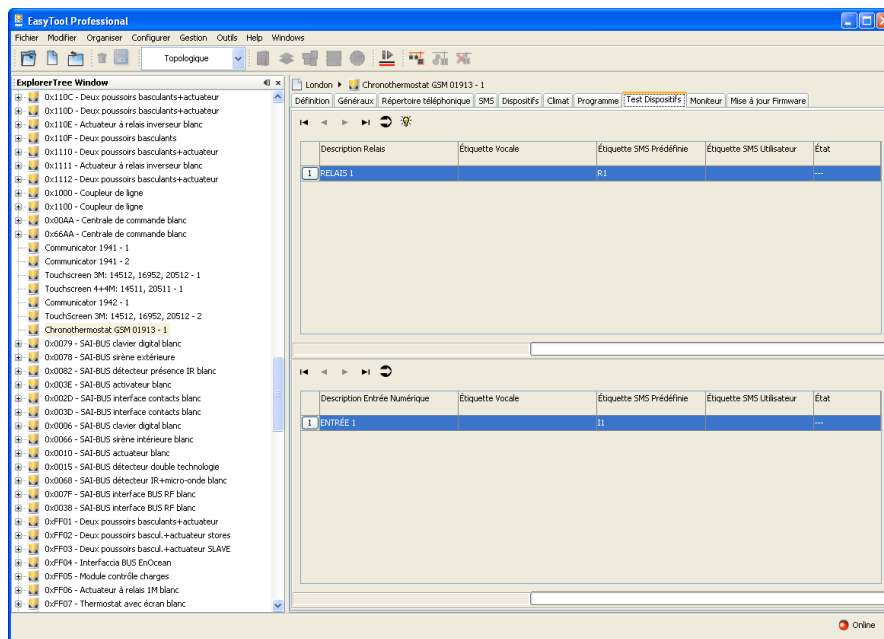 EasyTool Professional
Fichier Modifier Organiser Configurer Gestion Outils Help Windows
Topologique
ExplorerTree Window
0x110C - Deux poussoirs basculants+actuateur
0x110D - Deux poussoirs basculants+actuateur
0x110E - Actuateur à relais inverseur blanc
0x110F - Deux poussoirs basculants
0x1110 - Deux poussoirs basculants+actuateur
0x1111 - Actuateur à relais inverseur blanc
0x1112 - Deux poussoirs basculants+actuateur
0x1000 - Coupleur de ligne
0x1100 - Coupleur de ligne
0x00AA - Centrale de commande blanc
0x66AA - Centrale de commande blanc
Communicator 1941 - 1
Communicator 1941 - 2
Touchscreen 3M: 14512, 16952, 20512 - 1
Touchscreen 4+4M: 14511, 20511 - 1
Communicator 1942 - 1
TouchScreen 3M: 14512, 16952, 20512 - 2
Chronothermostat GSM 01913 - 1
0x0079 - SAI-BUS clavier digital blanc
0x0078 - SAI-BUS sirène extérieure
0x0082 - SAI-BUS détecteur présence IR blanc
0x003E - SAI-BUS activateur blanc
0x002D - SAI-BUS interface contacts blanc
0x003D - SAI-BUS interface contacts blanc
0x0006 - SAI-BUS clavier digital blanc
0x0066 - SAI-BUS sirène intérieure blanc
0x0010 - SAI-BUS actuateur blanc
0x0015 - SAI-BUS détecteur double technologie
0x0068 - SAI-BUS détecteur IR+micro-onde blanc
0x007F - SAI-BUS interface BUS RF blanc
0x0038 - SAI-BUS interface BUS RF blanc
0xFF01 - Deux poussoirs basculants+actuateur
0xFF02 - Deux poussoirs bascul.+actuateur stores
0xFF03 - Deux poussoirs bascul.+actuateur SLAVE
0xFF04 - Interfaccia BUS EnOcean
0xFF05 - Module contrôle charges
0xFF06 - Actuateur à relais 1M blanc
0xFF07 - Thermostat avec écran blanc
London Chronothermostat GSM 01913 - 1
Définition Généraux Répertoire téléphonique SMS Dispositifs Climat Programme Test Dispositifs Moniteur Mise à jour Firmware
Description Relais Étiquette Vocale Étiquette SMS Prédéfinie Étiquette SMS Utilisateur État
1 RELAIS 1 R1 ---
Description Entrée Numérique Étiquette Vocale Étiquette SMS Prédéfinie Étiquette SMS Utilisateur État
1 ENTRÉE 1 I1 ---
Online